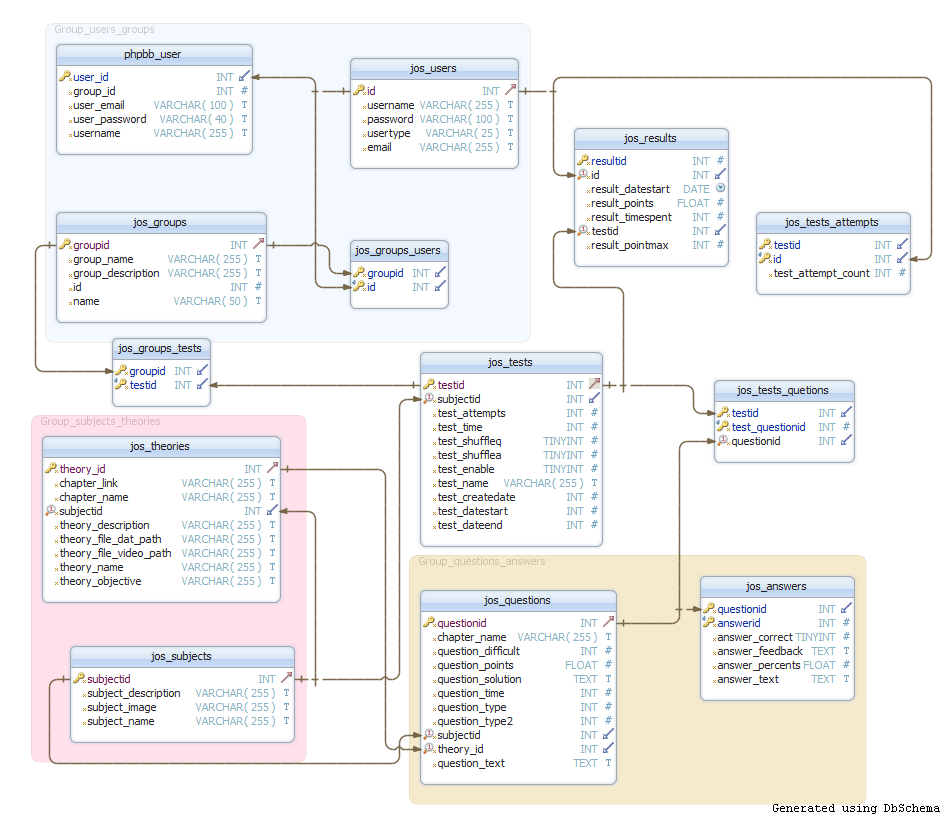 Group_users_groups
phpbb_user
user_id INT
group_id INT #
user_email VARCHAR( 100 ) T
user_password VARCHAR( 40 ) T
username VARCHAR( 255 ) T
jos_users
id INT
username VARCHAR( 255 ) T
password VARCHAR( 100 ) T
usertype VARCHAR( 25 ) T
email VARCHAR( 255 ) T
jos_results
resultid INT #
id INT
result_datestart DATE
result_points FLOAT #
result_timespent INT #
testid INT
result_pointmax INT #
jos_tests_attempts
testid INT
id INT
test_attempt_count INT #
jos_groups
groupid INT
group_name VARCHAR( 255 ) T
group_description VARCHAR( 255 ) T
id INT #
name VARCHAR( 50 ) T
jos_groups_users
groupid INT
id INT
jos_groups_tests
groupid INT
testid INT
jos_tests
testid INT
subjectid INT
test_attempts INT #
test_time INT #
test_shuffleq TINYINT #
test_shufflea TINYINT #
test_enable TINYINT #
test_name VARCHAR( 255 ) T
test_createdate INT #
test_datestart INT #
test_dateend INT #
jos_tests_quetions
testid INT
test_questionid INT #
questionid INT
Group_subjects_theories
jos_theories
theory_id INT
chapter_link VARCHAR( 255 ) T
chapter_name VARCHAR( 255 ) T
subjectid INT
theory_description VARCHAR( 255 ) T
theory_file_dat_path VARCHAR( 255 ) T
theory_file_video_path VARCHAR( 255 ) T
theory_name VARCHAR( 255 ) T
theory_objective VARCHAR( 255 ) T
jos_subjects
subjectid INT
subject_description VARCHAR( 255 ) T
subject_image VARCHAR( 255 ) T
subject_name VARCHAR( 255 ) T
Group_questions_answers
jos_questions
questionid INT
chapter_name VARCHAR( 255 ) T
question_difficult INT #
question_points FLOAT #
question_solution TEXT T
question_time INT #
question_type INT #
question_type2 INT #
subjectid INT
theory_id INT
question_text TEXT T
jos_answers
questionid INT
answerid INT #
answer_correct TINYINT #
answer_feedback TEXT T
answer_percents FLOAT #
answer_text TEXT T
Generated using DbSchema